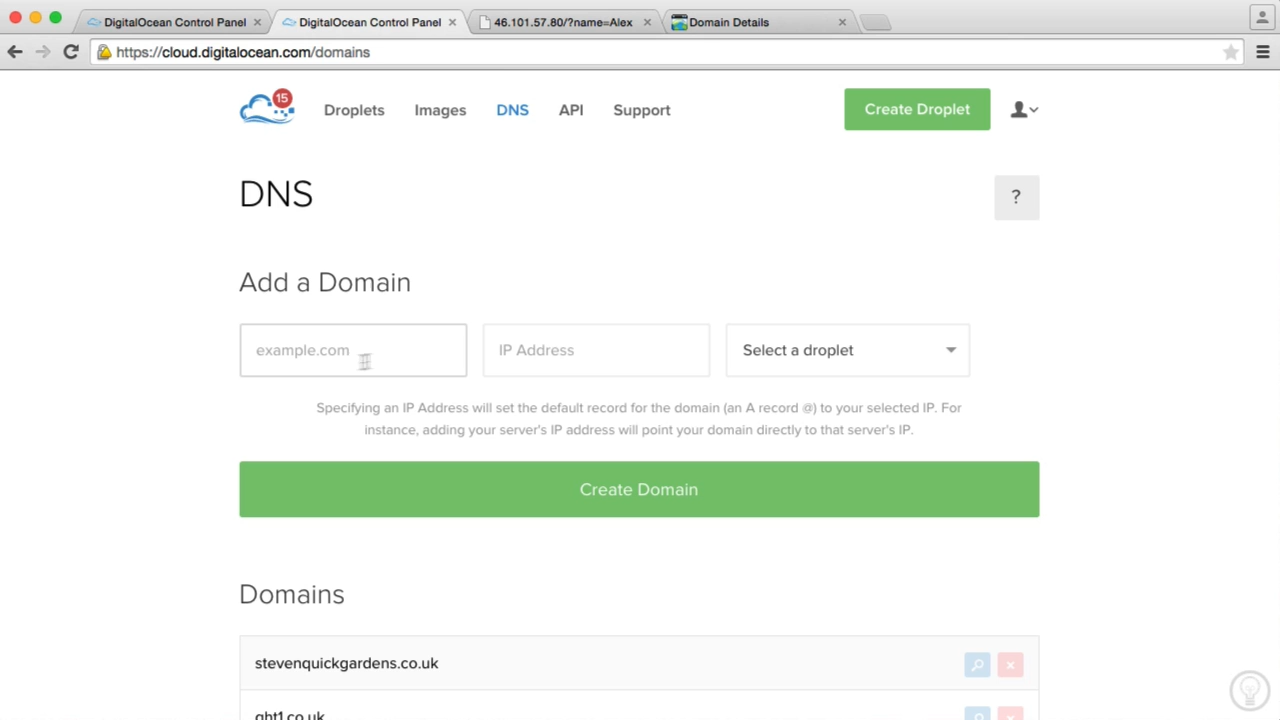 DigitalOcean Control Panel
DigitalOcean Control Panel
46.101.57.80/?name=Alex
Domain Details
https://cloud.digitalocean.com/domains
15
Droplets
Images
DNS
API
Support
Create Droplet
DNS
?
Add a Domain
example.com
IP Address
Select a droplet
Specifying an IP Address will set the default record for the domain (an A record @) to your selected IP. For
instance, adding your server's IP address will point your domain directly to that server's IP.
Create Domain
Domains
stevenquickgardens.co.uk
ght1.co.uk